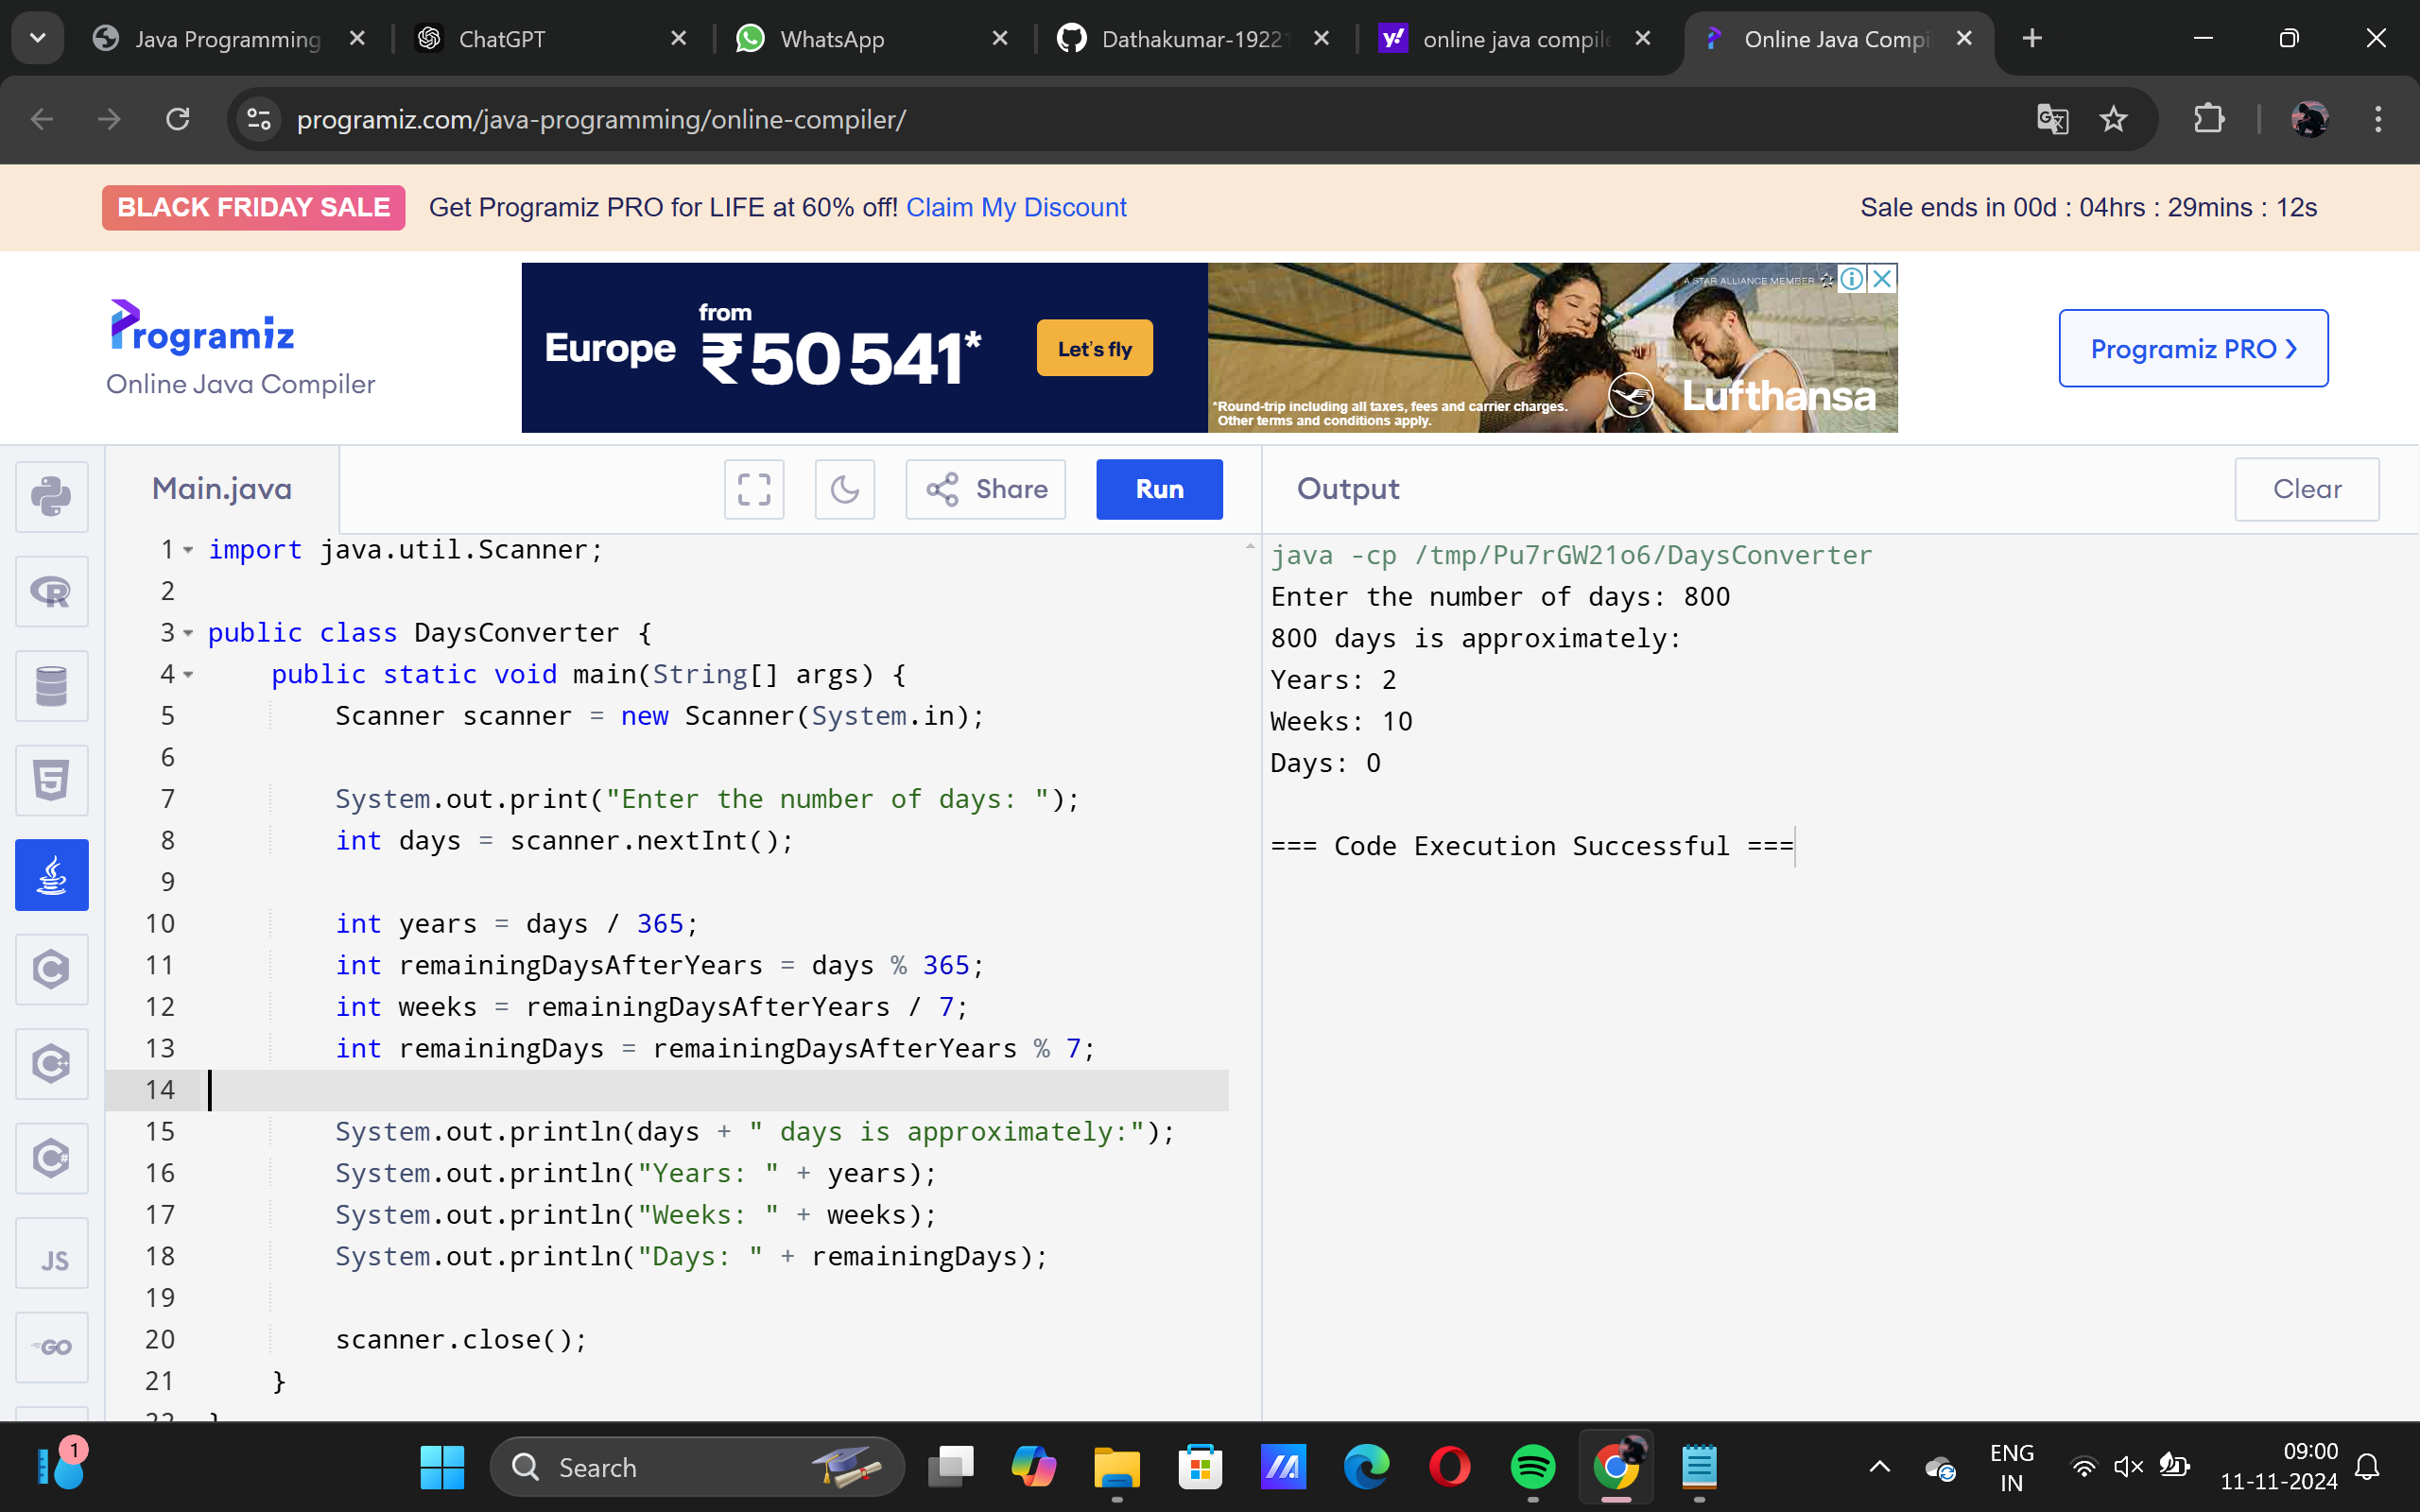 Java Programming
ChatGPT
WhatsApp
Dathakumar-19221
online java compile
Online Java Compi
programiz.com/java-programming/online-compiler/
BLACK FRIDAY SALE Get Programiz PRO for LIFE at 60% off! Claim My Discount
Sale ends in 00d : 04hrs : 29mins : 12s
Programiz
Online Java Compiler
Europe
from
₹50 541*
Let's fly
A STAR ALLIANCE MEMBER
*Round-trip including all taxes, fees and carrier charges.
Other terms and conditions apply.
Lufthansa
Programiz PRO ❯
Main.java
Share
Run
Output
Clear
1 import java.util.Scanner;
2
3 public class DaysConverter {
4 public static void main(String[] args) {
5 Scanner scanner = new Scanner(System.in);
6
7 System.out.print("Enter the number of days: ");
8 int days = scanner.nextInt();
9
10 int years = days / 365;
11 int remainingDaysAfterYears = days % 365;
12 int weeks = remainingDaysAfterYears / 7;
13 int remainingDays = remainingDaysAfterYears % 7;
14
15 System.out.println(days + " days is approximately:");
16 System.out.println("Years: " + years);
17 System.out.println("Weeks: " + weeks);
18 System.out.println("Days: " + remainingDays);
19
20 scanner.close();
21 }
22 }
java -cp /tmp/Pu7rGW21o6/DaysConverter
Enter the number of days: 800
800 days is approximately:
Years: 2
Weeks: 10
Days: 0
=== Code Execution Successful ===
R
5
C
C++
C#
JS
GO
1
Search
ENG
IN
09:00
11-11-2024